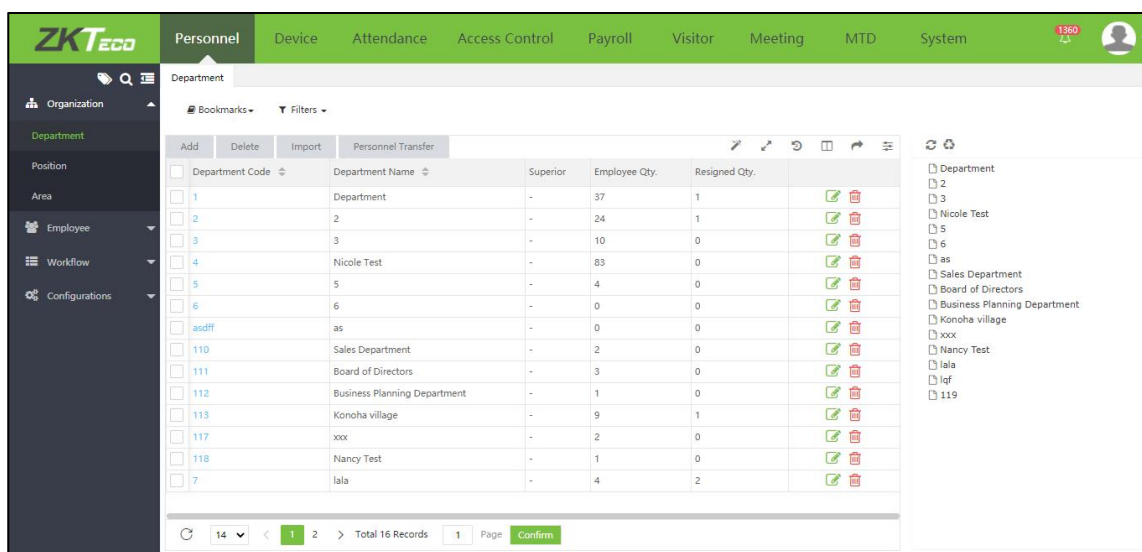 ZKTeco Personnel Device Attendance Access Control Payroll Visitor Meeting MTD System 1360
Department
Organization
Bookmarks Filters
Department
Add Delete Import Personnel Transfer
Position
Department Code Department Name Superior Employee Qty. Resigned Qty.
Area
1 Department - 37 1
2 2 - 24 1
Employee
3 3 - 10 0
4 Nicole Test - 83 0
Workflow
5 5 - 4 0
Configurations
6 6 - 0 0
asdff as - 0 0
110 Sales Department - 2 0
111 Board of Directors - 3 0
112 Business Planning Department - 1 0
113 Konoha village - 9 1
117 xxx - 2 0
118 Nancy Test - 1 0
7 lala - 4 2
14 < 1 2 > Total 16 Records 1 Page Confirm
Department
2
3
Nicole Test
5
6
as
Sales Department
Board of Directors
Business Planning Department
Konoha village
xxx
Nancy Test
lala
lqf
119